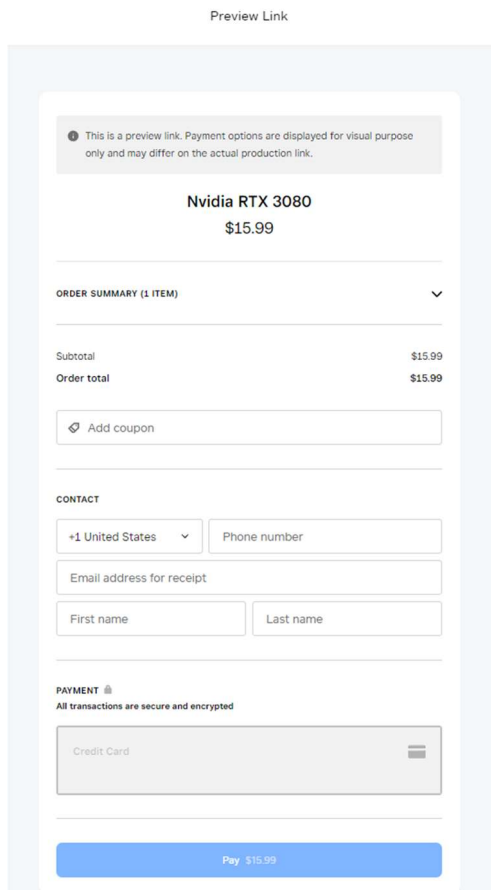 Preview Link
This is a preview link. Payment options are displayed for visual purpose
only and may differ on the actual production link.
Nvidia RTX 3080
$15.99
ORDER SUMMARY (1 ITEM)
Subtotal $15.99
Order total $15.99
Add coupon
CONTACT
+1 United States Phone number
Email address for receipt
First name Last name
PAYMENT
All transactions are secure and encrypted
Credit Card
Pay $15.99